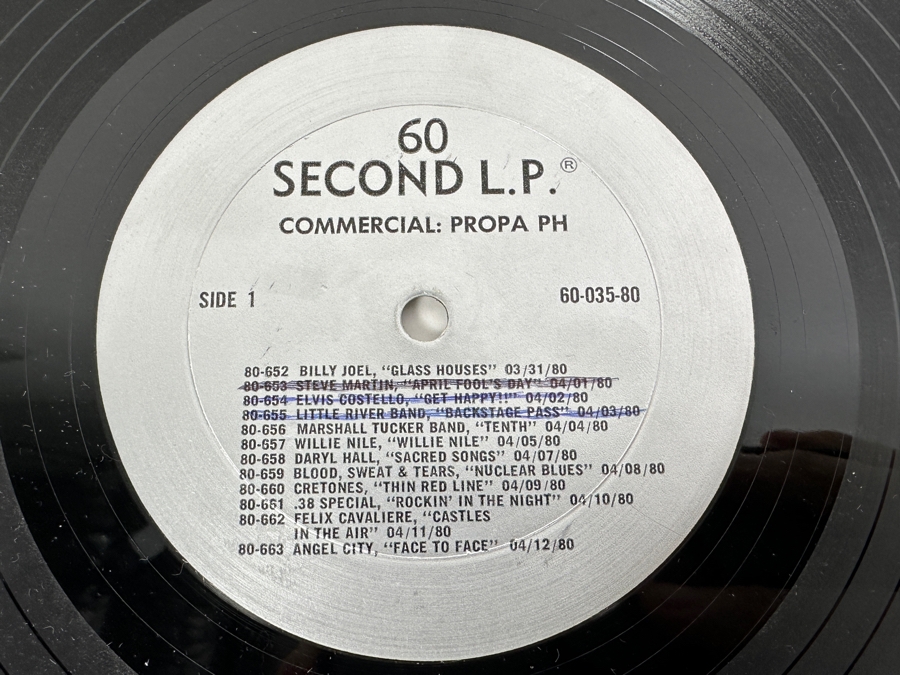 60
SECOND L.P.®
COMMERCIAL: PROPA PH
SIDE 1 60-035-80
80-652 BILLY JOEL, “GLASS HOUSES” 03/31/80
80-653 STEVE MARTIN, “APRIL FOOL’S DAY” 04/01/80
80-654 ELVIS COSTELLO, “GET HAPPY!!” 04/02/80
80-655 LITTLE RIVER BAND, “BACKSTAGE PASS” 04/03/80
80-656 MARSHALL TUCKER BAND, “TENTH” 04/04/80
80-657 WILLIE NILE, “WILLIE NILE” 04/05/80
80-658 DARYL HALL, “SACRED SONGS” 04/07/80
80-659 BLOOD, SWEAT & TEARS, “NUCLEAR BLUES” 04/08/80
80-660 CRETONES, “THIN RED LINE” 04/09/80
80-661 .38 SPECIAL, “ROCKIN’ IN THE NIGHT” 04/10/80
80-662 FELIX CAVALIERE, “CASTLES
IN THE AIR” 04/11/80
80-663 ANGEL CITY, “FACE TO FACE” 04/12/80